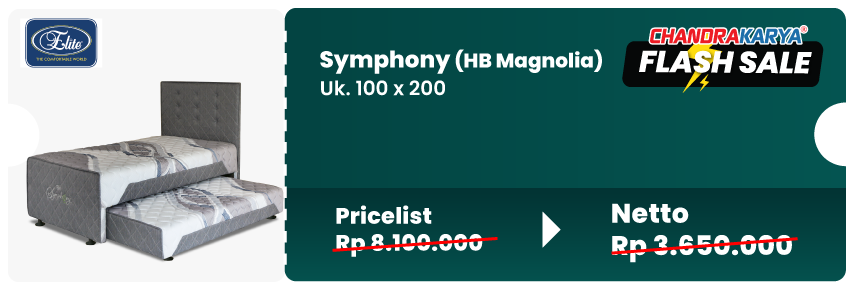 Elite
THE COMFORTABLE WORLD
Symphony
Symphony (HB Magnolia)
Uk. 100 x 200
CHANDRAKARYA®
FLASH SALE
Pricelist
Rp 8.100.000
Netto
Rp 3.650.000